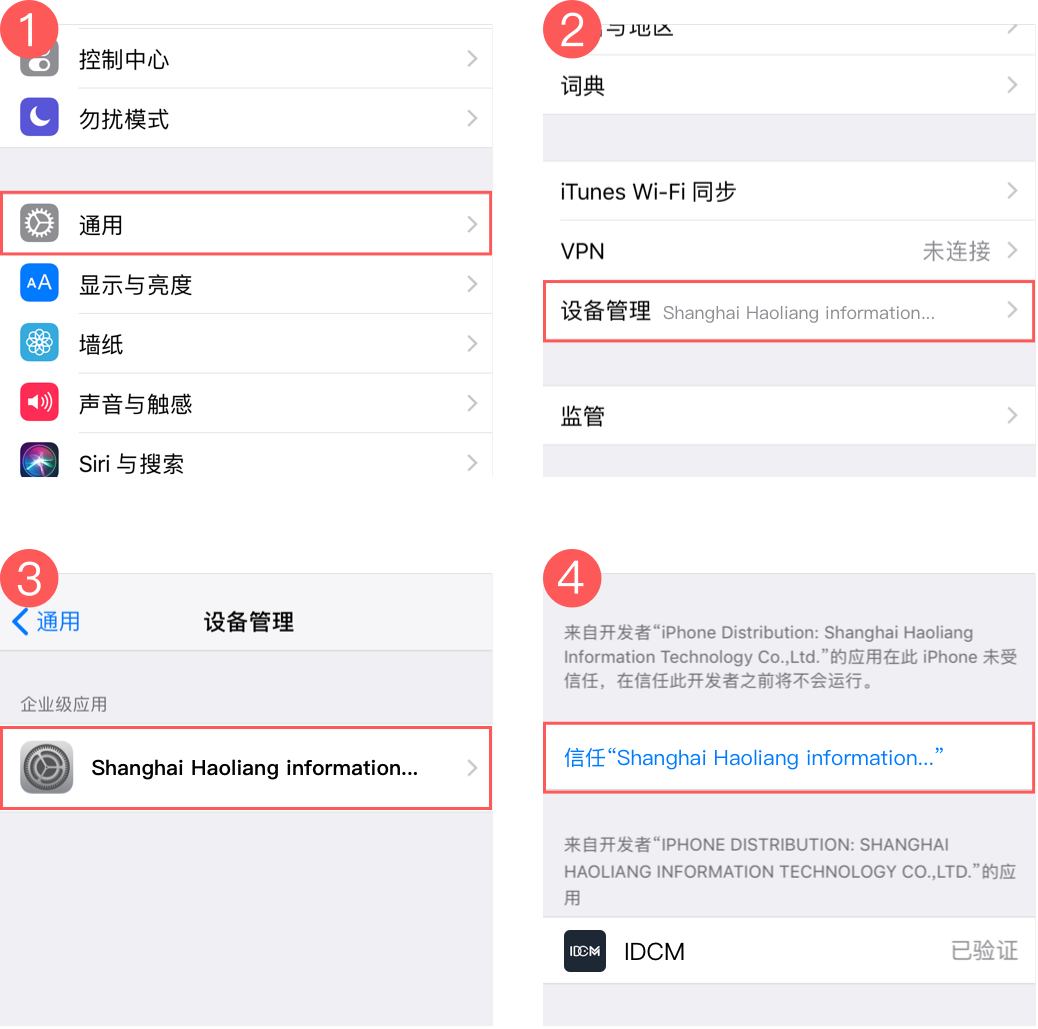 1
控制中心
勿扰模式
通用
AA
显示与亮度
墙纸
声音与触感
Siri 与搜索
2
与地区
词典
iTunes Wi-Fi 同步
VPN 未连接
设备管理 Shanghai Haoliang information...
监管
3
通用 设备管理
企业级应用
Shanghai Haoliang information...
4
来自开发者“iPhone Distribution: Shanghai Haoliang
Information Technology Co.,Ltd.”的应用在此 iPhone 未受
信任，在信任此开发者之前将不会运行。
信任“Shanghai Haoliang information...”
来自开发者“IPHONE DISTRIBUTION: SHANGHAI
HAOLIANG INFORMATION TECHNOLOGY CO.,LTD.”的应
用
IDCM IDCM 已验证